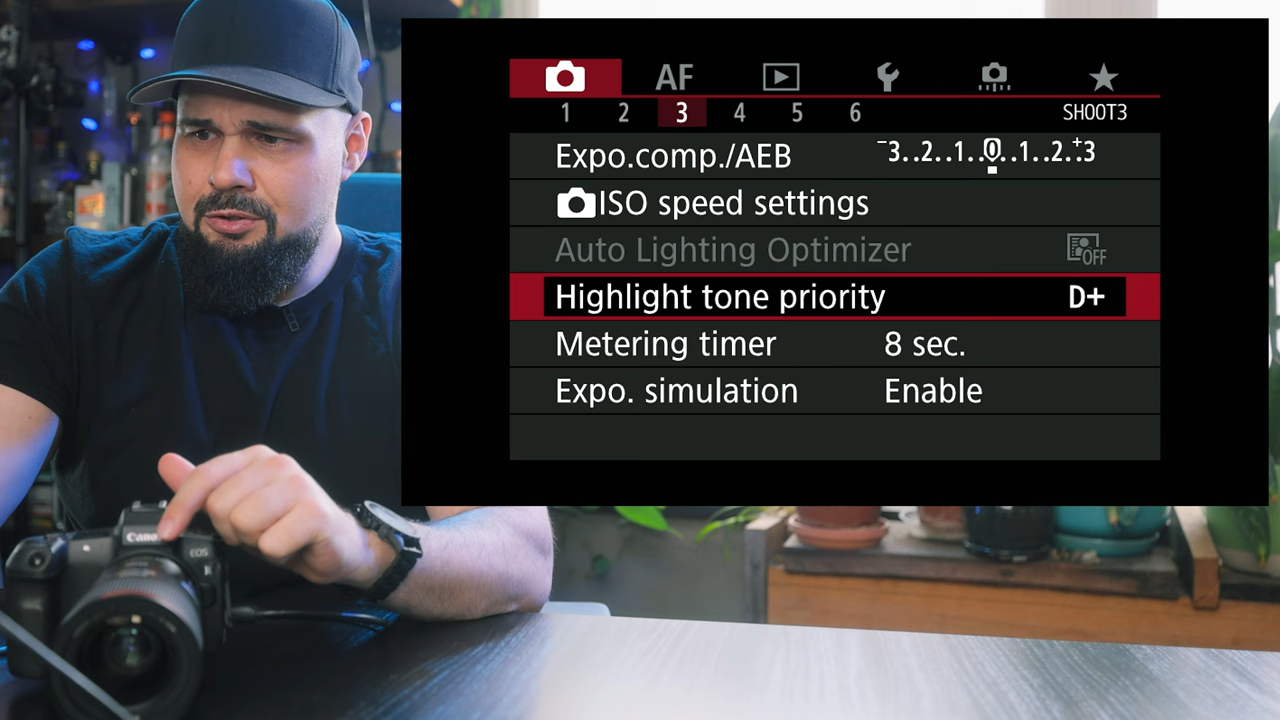 AF
1 2 3 4 5 6 SHOOT3
Expo.comp./AEB -3..2..1..0..1..2.+3
ISO speed settings
Auto Lighting Optimizer OFF
Highlight tone priority D+
Metering timer 8 sec.
Expo. simulation Enable
Canon
EOS
R